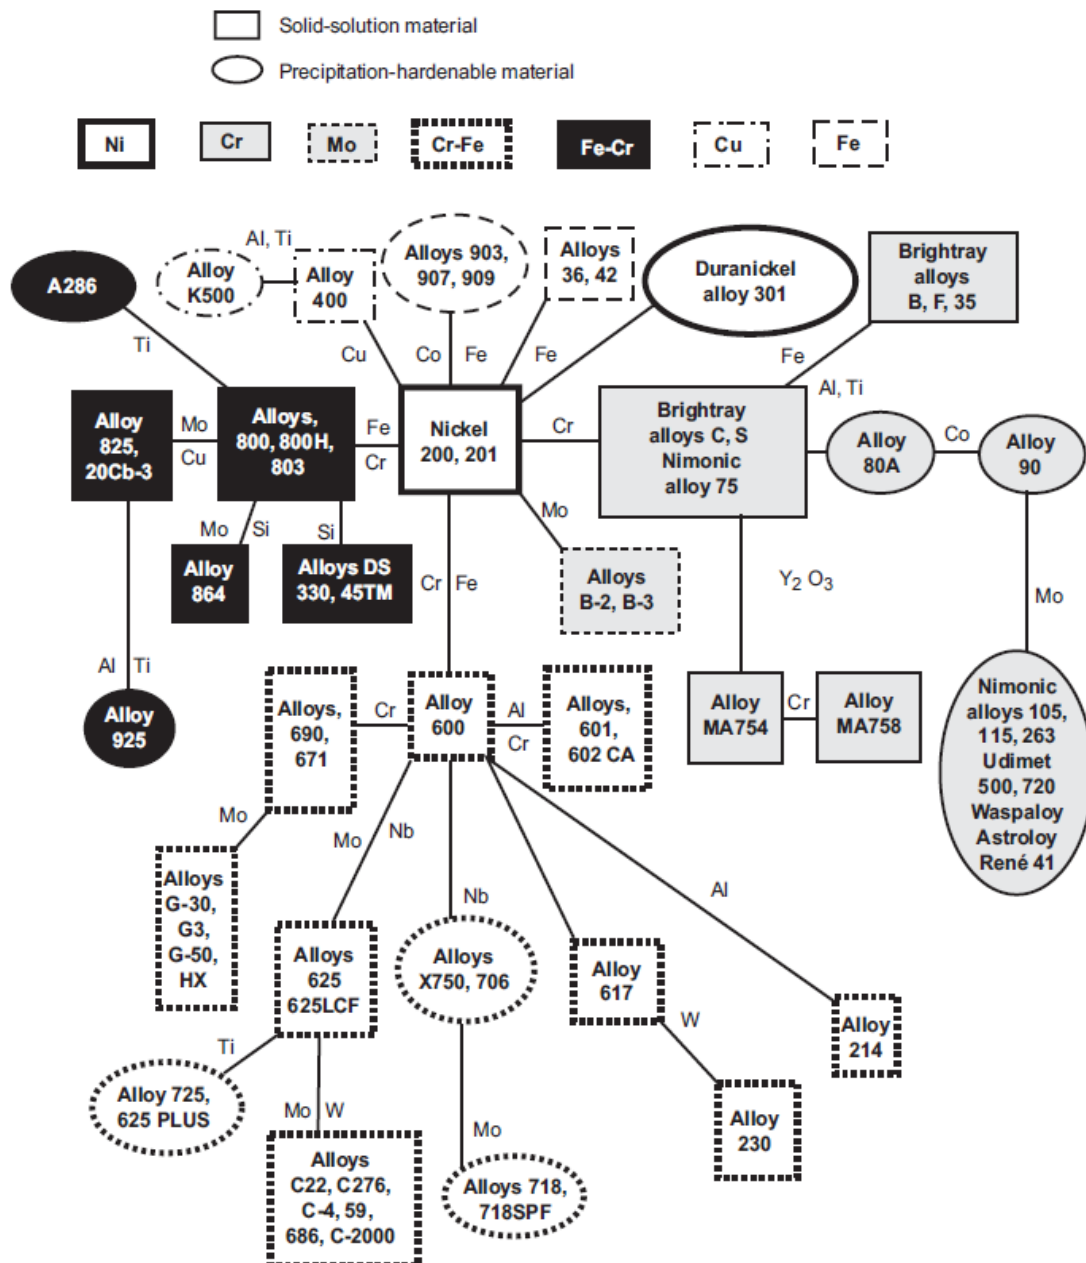 Solid-solution material
Precipitation-hardenable material
Ni
Cr
Mo
Cr-Fe
Fe-Cr
Cu
Fe
A286
Ti
Alloy
K500
Al, Ti
Alloy
400
Cu
Alloys 903,
907, 909
Co
Fe
Alloys
36, 42
Fe
Duranickel
alloy 301
Brightray
alloys
B, F, 35
Fe
Al, Ti
Alloy
825,
20Cb-3
Mo
Cu
Alloys,
800, 800H,
803
Fe
Cr
Nickel
200, 201
Cr
Brightray
alloys C, S
Nimonic
alloy 75
Alloy
80A
Co
Alloy
90
Mo
Si
Si
Alloy
864
Alloys DS
330, 45TM
Cr
Fe
Mo
Alloys
B-2, B-3
Y2 O3
Mo
Al
Ti
Alloy
925
Alloys,
690,
671
Cr
Alloy
600
Al
Cr
Alloys,
601,
602 CA
Alloy
MA754
Cr
Alloy
MA758
Nimonic
alloys 105,
115, 263
Udimet
500, 720
Waspaloy
Astroloy
René 41
Mo
Mo
Nb
Nb
Al
Alloys
G-30,
G3,
G-50,
HX
Alloys
625
625LCF
Alloys
X750, 706
Alloy
617
W
Alloy
214
Ti
Alloy 725,
625 PLUS
Mo
W
Mo
Alloy
230
Alloys
C22, C276,
C-4, 59,
686, C-2000
Alloys 718,
718SPF